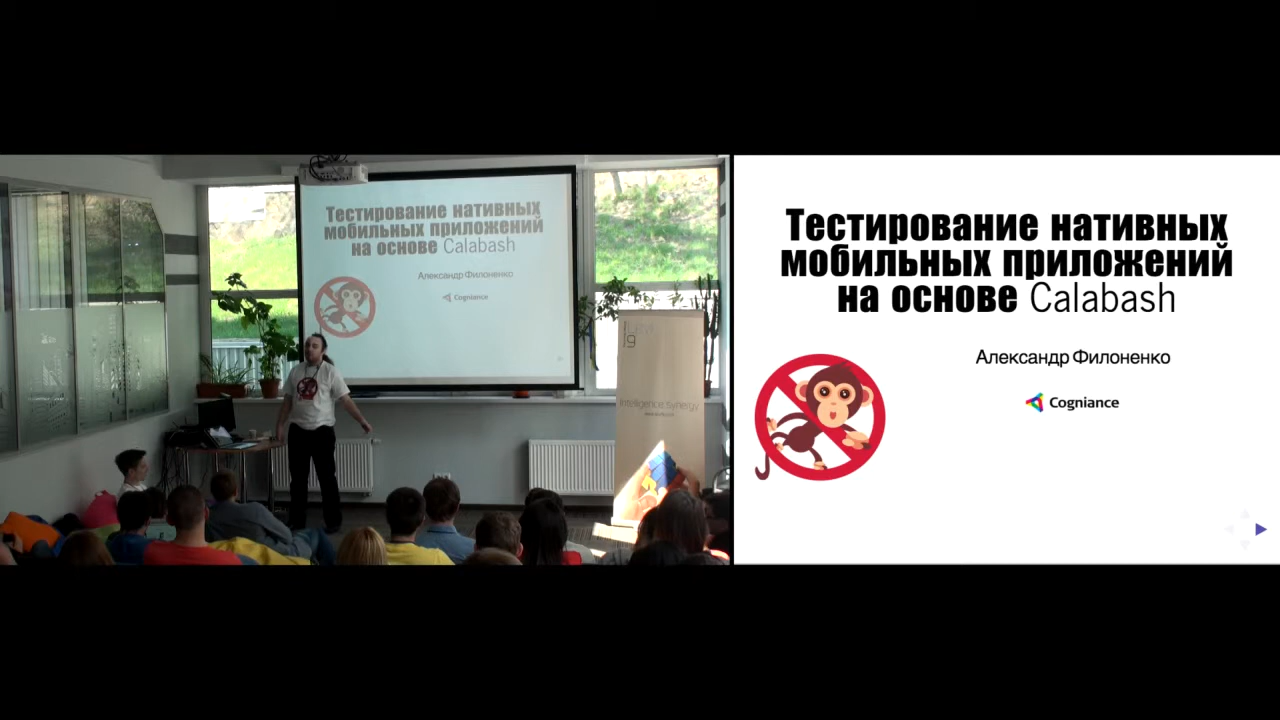 Тестирование нативных
мобильных приложений
на основе Calabash
Александр Филоненко
Cogniance
intelligence.synergy
Тестирование нативных
мобильных приложений
на основе Calabash
Александр Филоненко
Cogniance